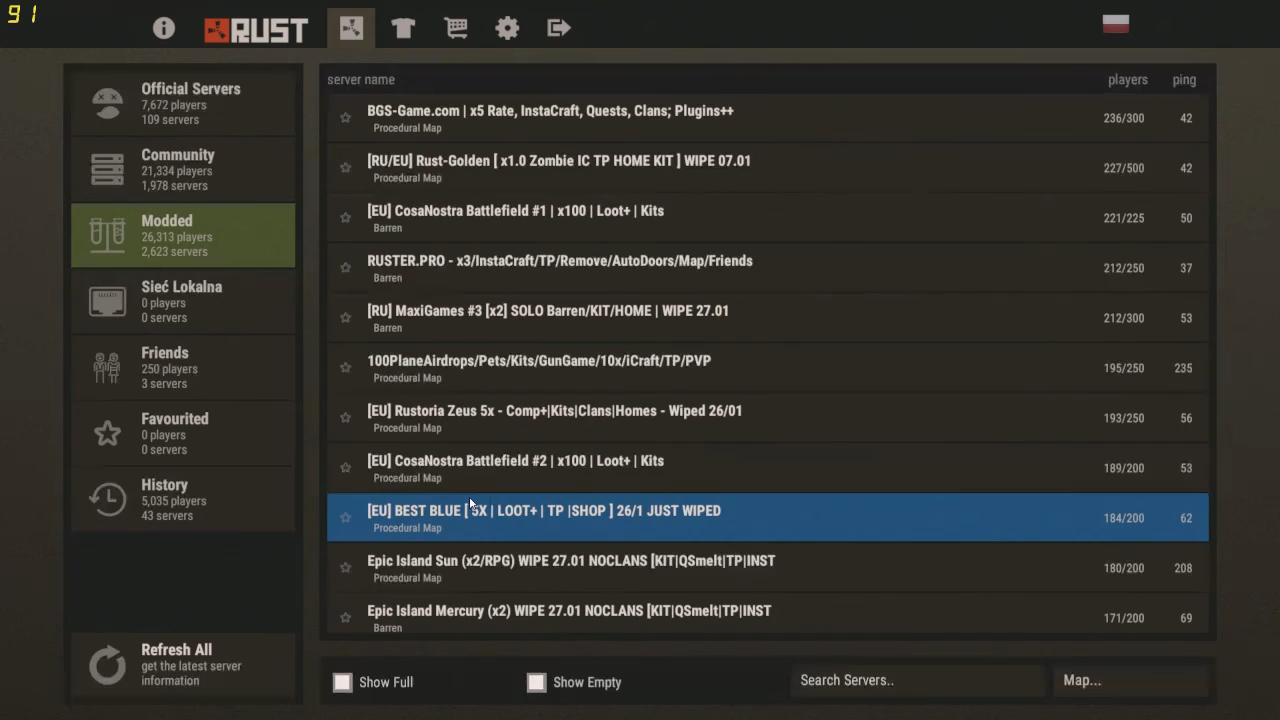 91
RUST
Official Servers
7,672 players
109 servers
Community
21,334 players
1,978 servers
Modded
26,313 players
2,623 servers
Sieć Lokalna
0 players
0 servers
Friends
250 players
3 servers
Favourited
0 players
0 servers
History
5,035 players
43 servers
Refresh All
get the latest server
information
server name players ping
BGS-Game.com | x5 Rate, InstaCraft, Quests, Clans; Plugins++
Procedural Map 236/300 42
[RU/EU] Rust-Golden [ x1.0 Zombie IC TP HOME KIT ] WIPE 07.01
Procedural Map 227/500 42
[EU] CosaNostra Battlefield #1 | x100 | Loot+ | Kits
Barren 221/225 50
RUSTER.PRO - x3/InstaCraft/TP/Remove/AutoDoors/Map/Friends
Barren 212/250 37
[RU] MaxiGames #3 [x2] SOLO Barren/KIT/HOME | WIPE 27.01
Barren 212/300 53
100PlaneAirdrops/Pets/Kits/GunGame/10x/iCraft/TP/PVP
Procedural Map 195/250 235
[EU] Rustoria Zeus 5x - Comp+|Kits|Clans|Homes - Wiped 26/01
Procedural Map 193/250 56
[EU] CosaNostra Battlefield #2 | x100 | Loot+ | Kits
Procedural Map 189/200 53
[EU] BEST BLUE [ 5X | LOOT+ | TP |SHOP ] 26/1 JUST WIPED
Procedural Map 184/200 62
Epic Island Sun (x2/RPG) WIPE 27.01 NOCLANS [KIT|QSmelt|TP|INST
Procedural Map 180/200 208
Epic Island Mercury (x2) WIPE 27.01 NOCLANS [KIT|QSmelt|TP|INST
Barren 171/200 69
Show Full Show Empty Search Servers.. Map...